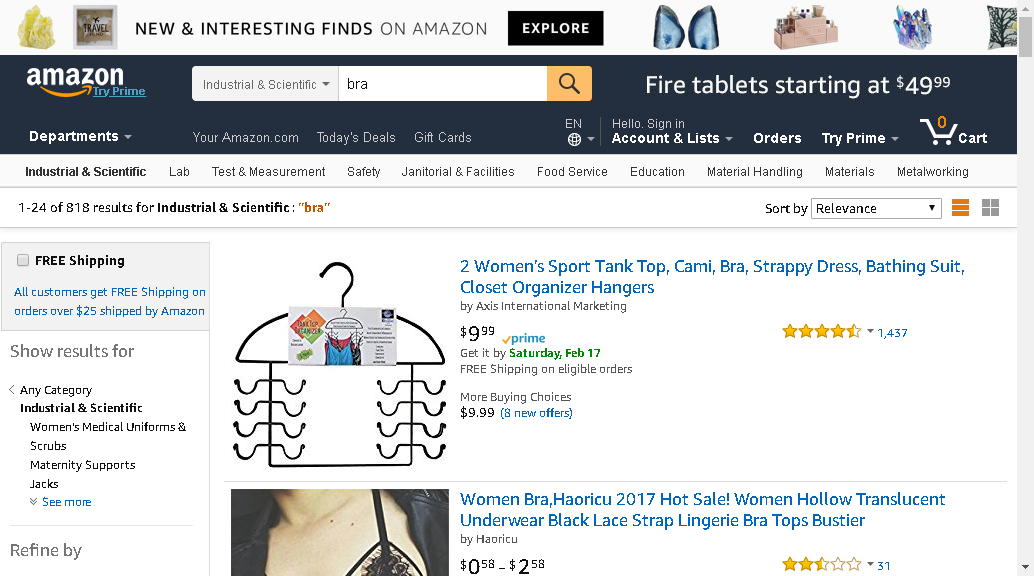 TRAVEL
NEW & INTERESTING FINDS ON AMAZON
EXPLORE
amazon
Try Prime
Industrial & Scientific
bra
Fire tablets starting at $49.99
Departments
Your Amazon.com
Today's Deals
Gift Cards
EN
Hello. Sign in
Account & Lists
Orders
Try Prime
0
Cart
Industrial & Scientific
Lab
Test & Measurement
Safety
Janitorial & Facilities
Food Service
Education
Material Handling
Materials
Metalworking
1-24 of 818 results for Industrial & Scientific : "bra"
Sort by Relevance
FREE Shipping
All customers get FREE Shipping on
orders over $25 shipped by Amazon
Show results for
Any Category
Industrial & Scientific
Women's Medical Uniforms &
Scrubs
Maternity Supports
Jacks
See more
Refine by
TANK TOP
ORGANIZER
2 Women's Sport Tank Top, Cami, Bra, Strappy Dress, Bathing Suit,
Closet Organizer Hangers
by Axis International Marketing
$9 99 prime
1,437
Get it by Saturday, Feb 17
FREE Shipping on eligible orders
More Buying Choices
$9.99 (8 new offers)
Women Bra,Haoricu 2017 Hot Sale! Women Hollow Translucent
Underwear Black Lace Strap Lingerie Bra Tops Bustier
by Haoricu
$0 58 - $2 58
31